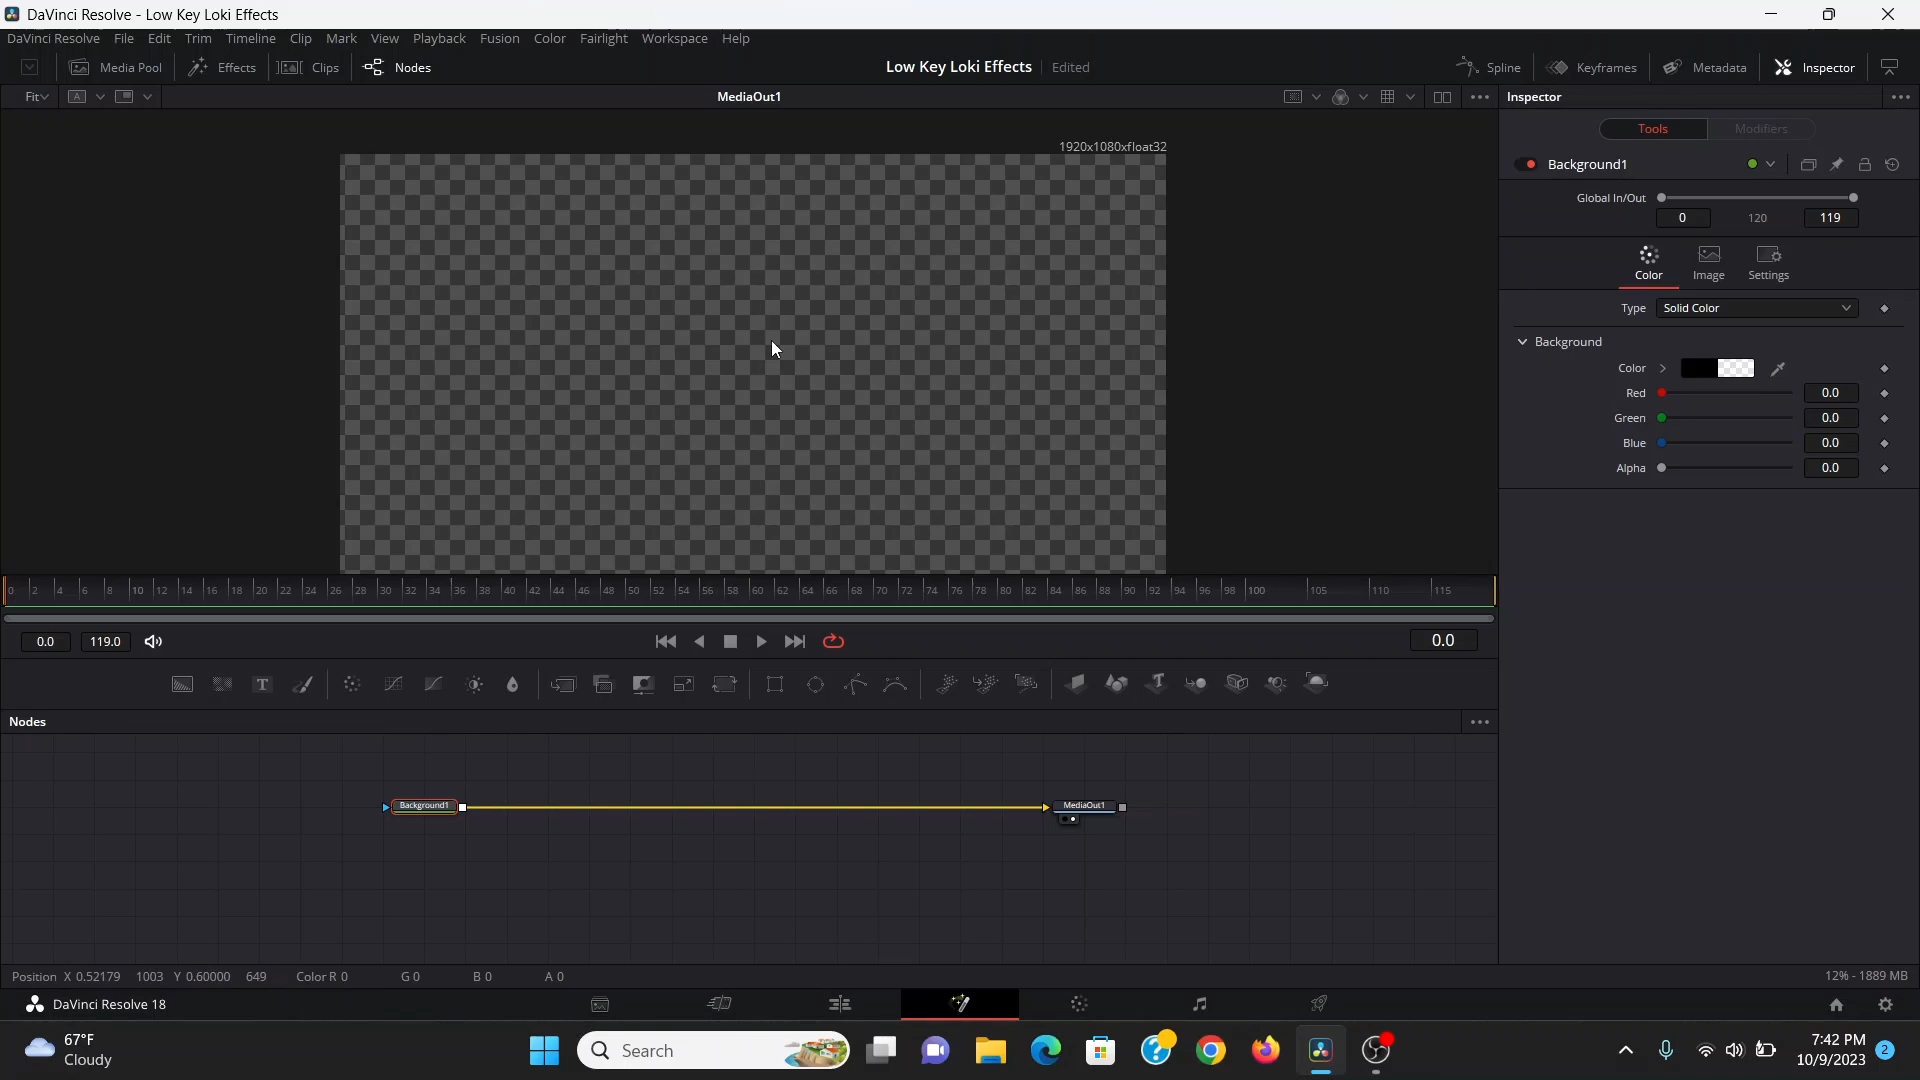 DaVinci Resolve - Low Key Loki Effects
DaVinci Resolve File Edit Trim Timeline Clip Mark View Playback Fusion Color Fairlight Workspace Help
Media Pool Effects Clips Nodes Low Key Loki Effects Edited Spline Keyframes Metadata Inspector
Fit A MediaOut1 Inspector
1920x1080xfloat32
Tools Modifiers
Background1
Global In/Out
0 120 119
Color Image Settings
Type Solid Color
Background
Color
Red 0.0
Green 0.0
Blue 0.0
Alpha 0.0
0 2 4 6 8 10 12 14 16 18 20 22 24 26 28 30 32 34 36 38 40 42 44 46 48 50 52 54 56 58 60 62 64 66 68 70 72 74 76 78 80 82 84 86 88 90 92 94 96 98 100 105 110 115
0.0 119.0 0.0
T T
Nodes
Background1 MediaOut1
Position X 0.52179 1003 Y 0.60000 649 Color R 0 G 0 B 0 A 0 12% - 1889 MB
DaVinci Resolve 18
67°F
Cloudy
Search
7:42 PM
10/9/2023
2